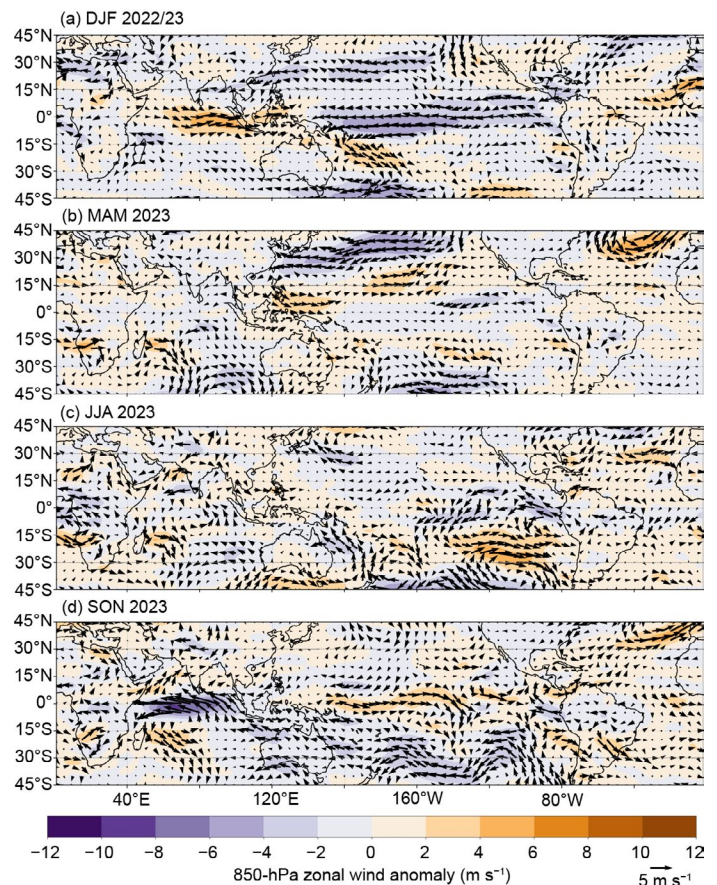 (a) DJF 2022/23
45°N
30°N
15°N
0°
15°S
30°S
45°S
(b) MAM 2023
45°N
30°N
15°N
0°
15°S
30°S
45°S
(c) JJA 2023
45°N
30°N
15°N
0°
15°S
30°S
45°S
(d) SON 2023
45°N
30°N
15°N
0°
15°S
30°S
45°S
40°E 120°E 160°W 80°W
−12 −10 −8 −6 −4 −2 0 2 4 6 8 10 12
850-hPa zonal wind anomaly (m s⁻¹) 5 m s⁻¹